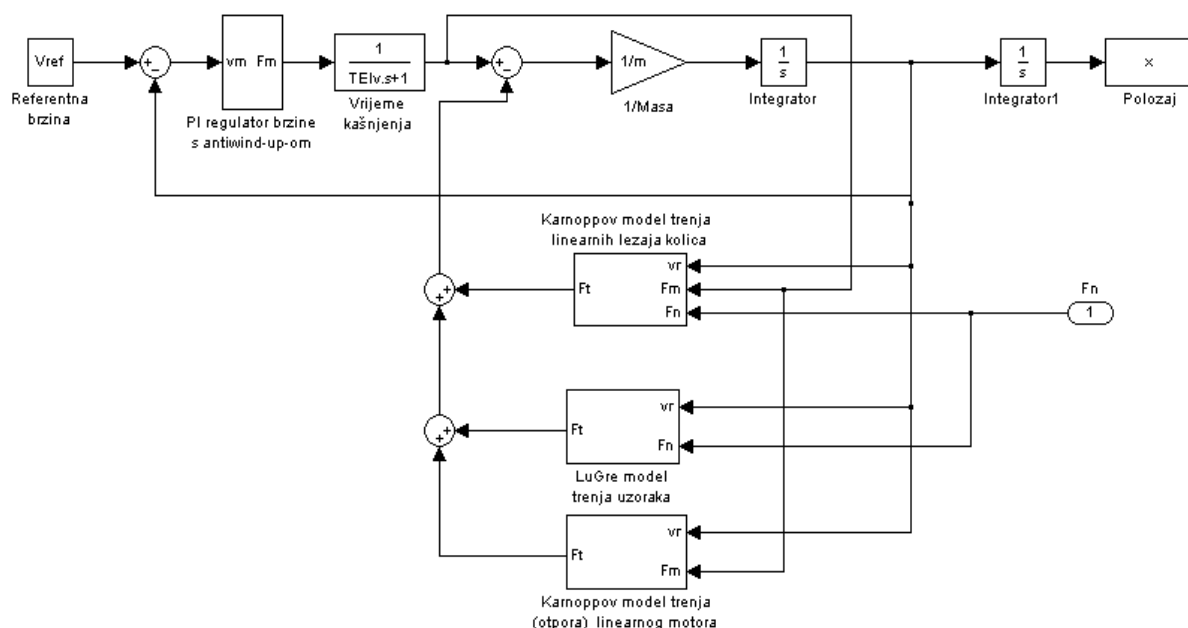 Vref
Referentna
brzina
vm Fm
PI regulator brzine
s antiwind-up-om
1
TElv.s+1
Vrijeme
kašnjenja
1/m
1/Masa
1
s
Integrator
1
s
Integrator1
x
Polozaj
Karnoppov model trenja
linearnih lezaja kolica
vr
Ft
Fm
Fn
Fn
1
vr
Ft
Fn
LuGre model
trenja uzoraka
vr
Ft
Fm
Karnoppov model trenja
(otpora) linearnog motora